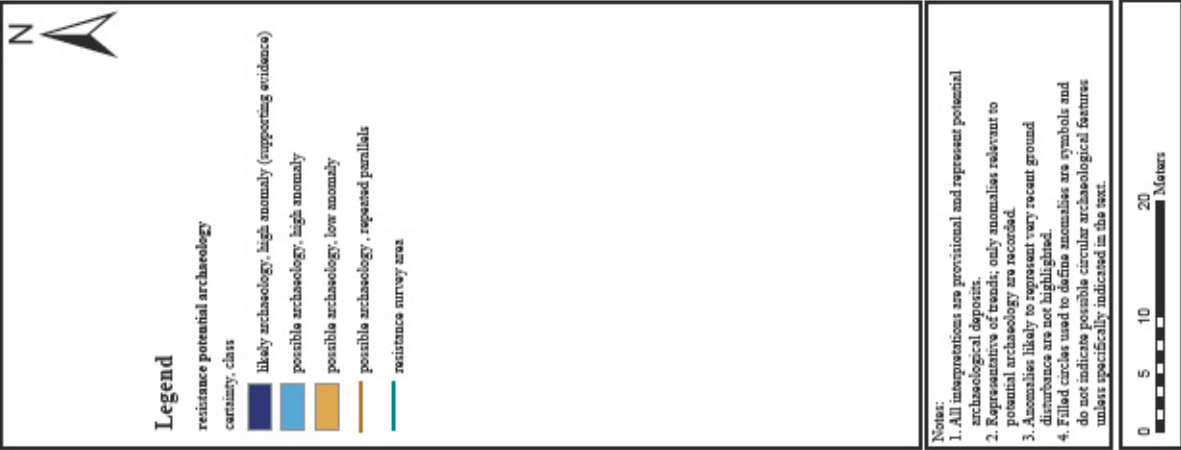 N
Legend
resistance potential archaeology
certainty, class
likely archaeology, high anomaly (supporting evidence)
possible archaeology, high anomaly
possible archaeology, low anomaly
possible archaeology , repeated parallels
resistance survey area
Notes:
1. All interpretations are provisional and represent potential
archaeological deposits.
2. Representative of trends; only anomalies relevant to
potential archaeology are recorded.
3. Anomalies likely to represent very recent ground
disturbance are not highlighted.
4. Filled circles used to define anomalies are symbols and
do not indicate possible circular archaeological features
unless specifically indicated in the text.
0 5 10 20
Meters